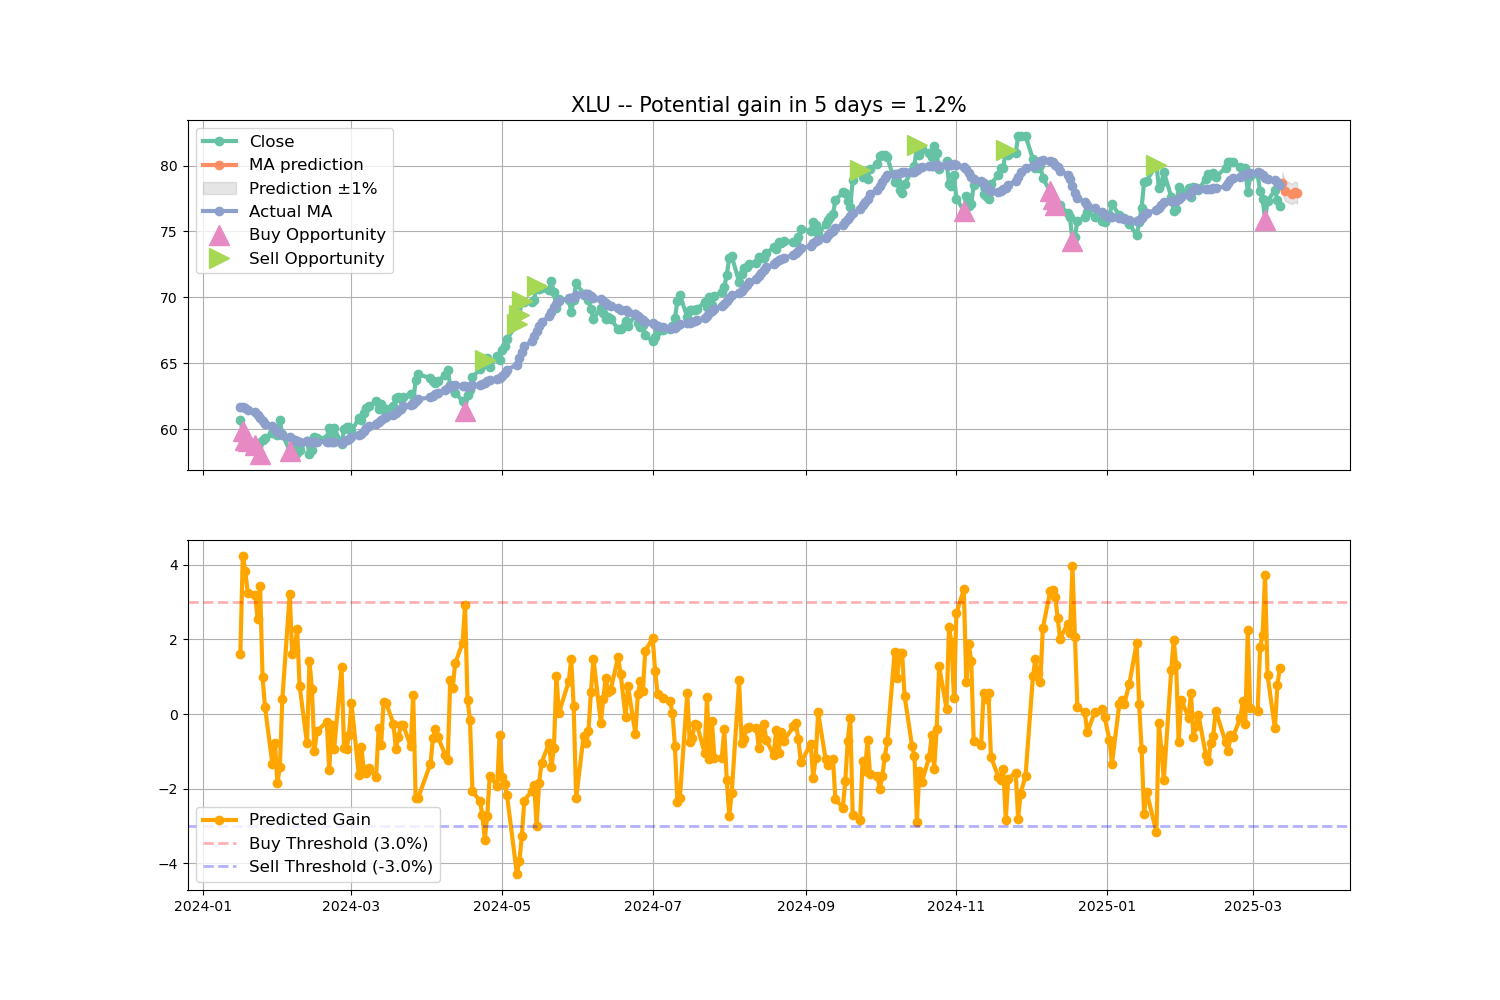 XLU -- Potential gain in 5 days = 1.2%
Close
MA prediction
Prediction ±1%
Actual MA
Buy Opportunity
Sell Opportunity
80
75
70
65
60
4
2
0
−2
−4
Predicted Gain
Buy Threshold (3.0%)
Sell Threshold (-3.0%)
2024-01 2024-03 2024-05 2024-07 2024-09 2024-11 2025-01 2025-03